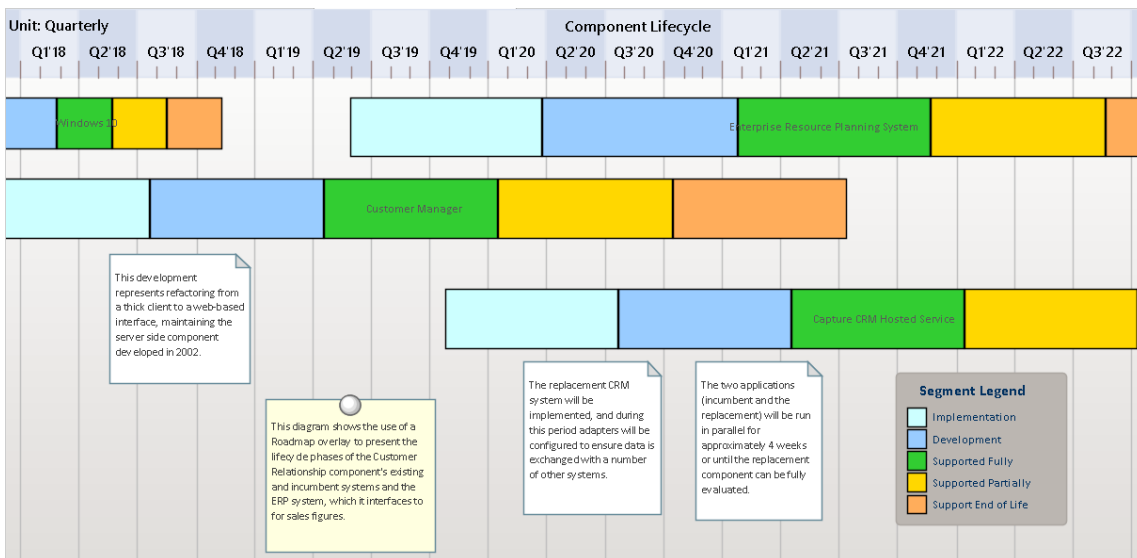 Unit: Quarterly
Component Lifecycle
Q1'18 Q2'18 Q3'18 Q4'18 Q1'19 Q2'19 Q3'19 Q4'19 Q1'20 Q2'20 Q3'20 Q4'20 Q1'21 Q2'21 Q3'21 Q4'21 Q1'22 Q2'22 Q3'22
Windows 10
Enterprise Resource Planning System
Customer Manager
This development
represents refactoring from
a thick client to a web-based
interface, maintaining the
server side component
developed in 2002.
Capture CRM Hosted Service
This diagram shows the use of a
Roadmap overlay to present the
lifecycle phases of the Customer
Relationship component's existing
and incumbent systems and the
ERP system, which it interfaces to
for sales figures.
The replacement CRM
system will be
implemented, and during
this period adapters will be
configured to ensure data is
exchanged with a number
of other systems.
The two applications
(incumbent and the
replacement) will be run
in parallel for
approximately 4 weeks
or until the replacement
component can be fully
evaluated.
Segment Legend
Implementation
Development
Supported Fully
Supported Partially
Support End of Life